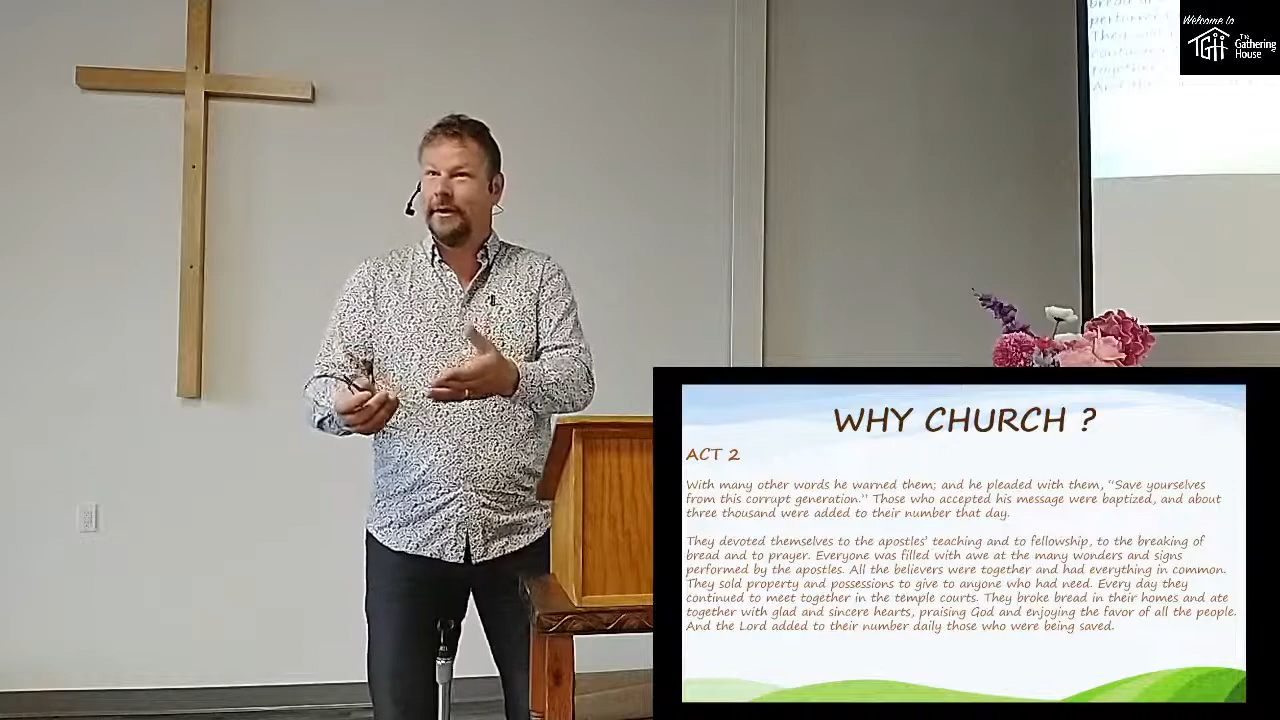 Welcome to
TGH
The
Gathering
House
WHY CHURCH ?
ACT 2
With many other words he warned them; and he pleaded with them, “Save yourselves
from this corrupt generation.” Those who accepted his message were baptized, and about
three thousand were added to their number that day.
They devoted themselves to the apostles’ teaching and to fellowship, to the breaking of
bread and to prayer. Everyone was filled with awe at the many wonders and signs
performed by the apostles. All the believers were together and had everything in common.
They sold property and possessions to give to anyone who had need. Every day they
continued to meet together in the temple courts. They broke bread in their homes and ate
together with glad and sincere hearts, praising God and enjoying the favor of all the people.
And the Lord added to their number daily those who were being saved.